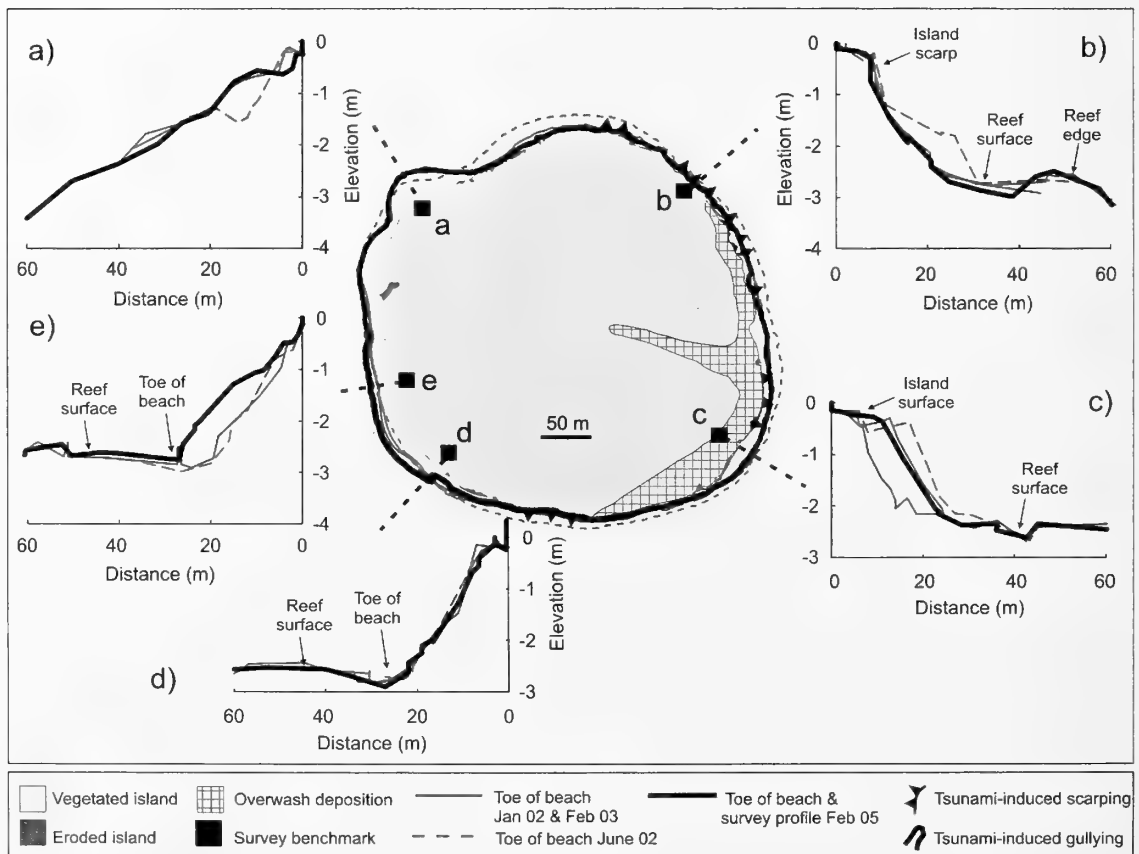 a)
0
-1
-2
-3
-4
Elevation (m)
60
40
20
0
Distance (m)
b)
0
-1
-2
-3
-4
Elevation (m)
Island
scarp
Reef
surface
Reef
edge
0
20
40
60
Distance (m)
a
b
c
d
e
50 m
e)
0
-1
-2
-3
-4
Reef
surface
Toe of
beach
60
40
20
0
Distance (m)
c)
0
-1
-2
-3
Island
surface
Reef
surface
0
20
40
60
Distance (m)
d)
0
-1
-2
-3
Elevation (m)
Reef
surface
Toe of
beach
60
40
20
0
Distance (m)
Vegetated island
Eroded island
Overwash deposition
Survey benchmark
Toe of beach
Jan 02 & Feb 03
Toe of beach June 02
Toe of beach &
survey profile Feb 05
Tsunami-induced scarping
Tsunami-induced gullying